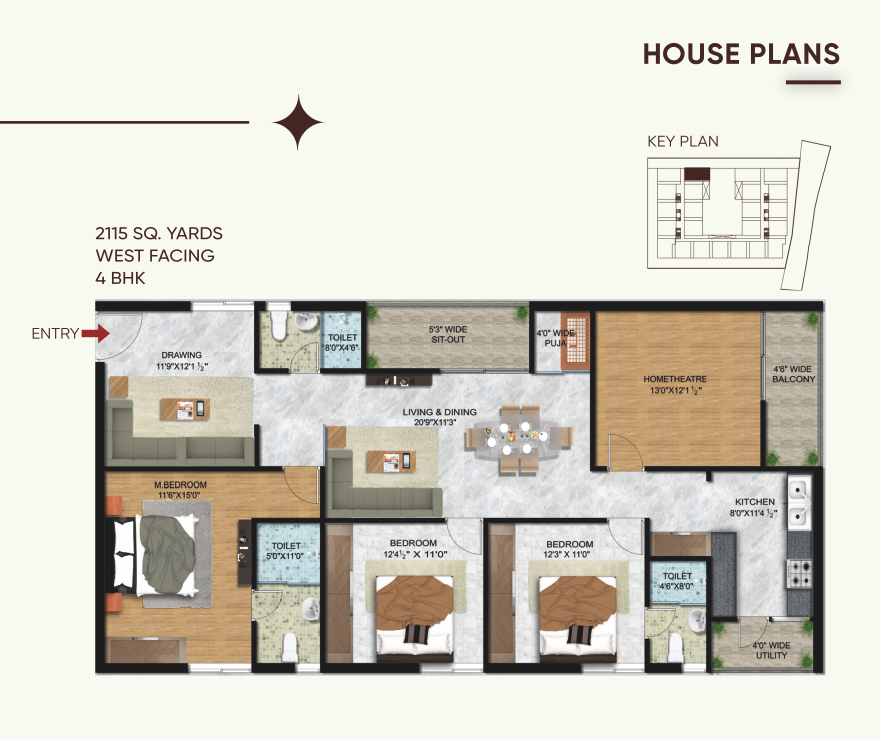 HOUSE PLANS
KEY PLAN
2115 SQ. YARDS
WEST FACING
4 BHK
ENTRY
DRAWING
11'9"X12'1 ½"
TOILET
8'0"X4'6"
5'3" WIDE
SIT-OUT
4'0" WIDE
PUJA
HOMETHEATRE
13'0"X12'1 ½"
4'6" WIDE
BALCONY
LIVING & DINING
20'9"X11'3"
M.BEDROOM
11'6"X15'0"
KITCHEN
8'0"X11'4 ½"
TOILET
5'0"X11'0"
BEDROOM
12'4½" X 11'0"
BEDROOM
12'3" X 11'0"
TOILET
4'6"X8'0"
4'0" WIDE
UTILITY